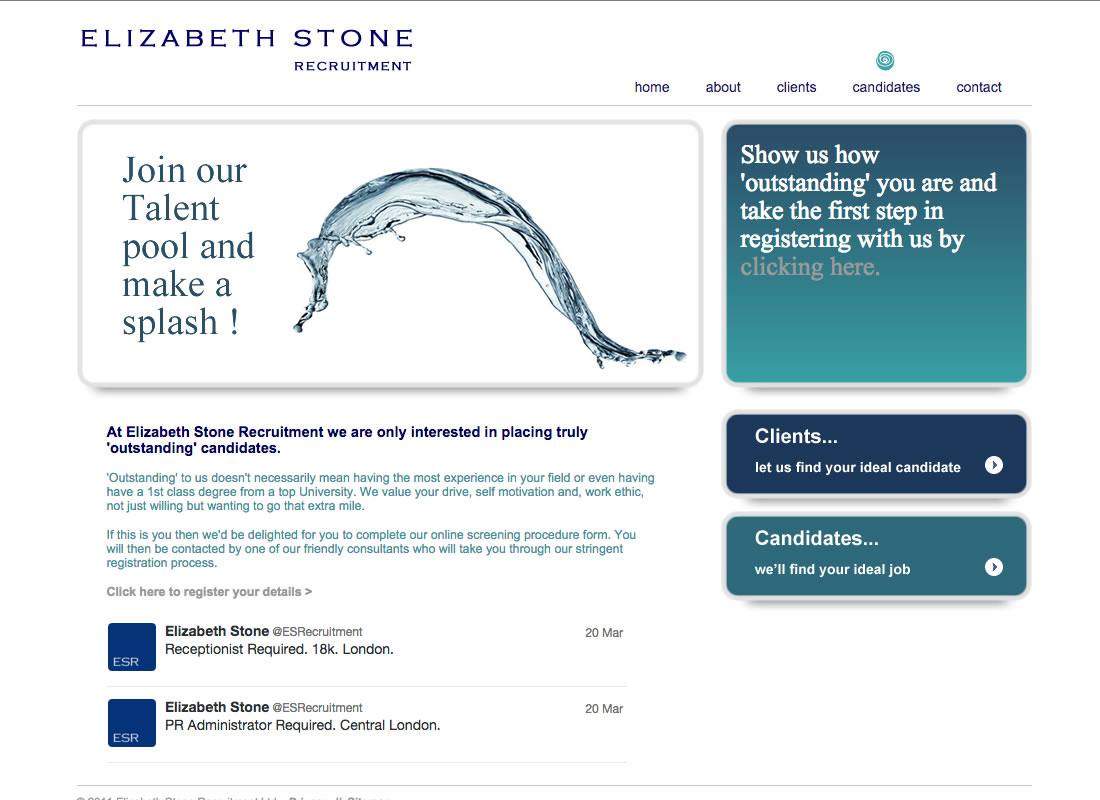 ELIZABETH STONE
RECRUITMENT
home about clients candidates contact
Join our
Talent
pool and
make a
splash !
Show us how
'outstanding' you are and
take the first step in
registering with us by
clicking here.
At Elizabeth Stone Recruitment we are only interested in placing truly
'outstanding' candidates.
'Outstanding' to us doesn't necessarily mean having the most experience in your field or even having
have a 1st class degree from a top University. We value your drive, self motivation and, work ethic,
not just willing but wanting to go that extra mile.
If this is you then we'd be delighted for you to complete our online screening procedure form. You
will then be contacted by one of our friendly consultants who will take you through our stringent
registration process.
Click here to register your details >
Clients...
let us find your ideal candidate
Candidates...
we'll find your ideal job
ESR
Elizabeth Stone @ESRecruitment 20 Mar
Receptionist Required. 18k. London.
ESR
Elizabeth Stone @ESRecruitment 20 Mar
PR Administrator Required. Central London.
© 2011 Elizabeth Stone Recruitment Ltd